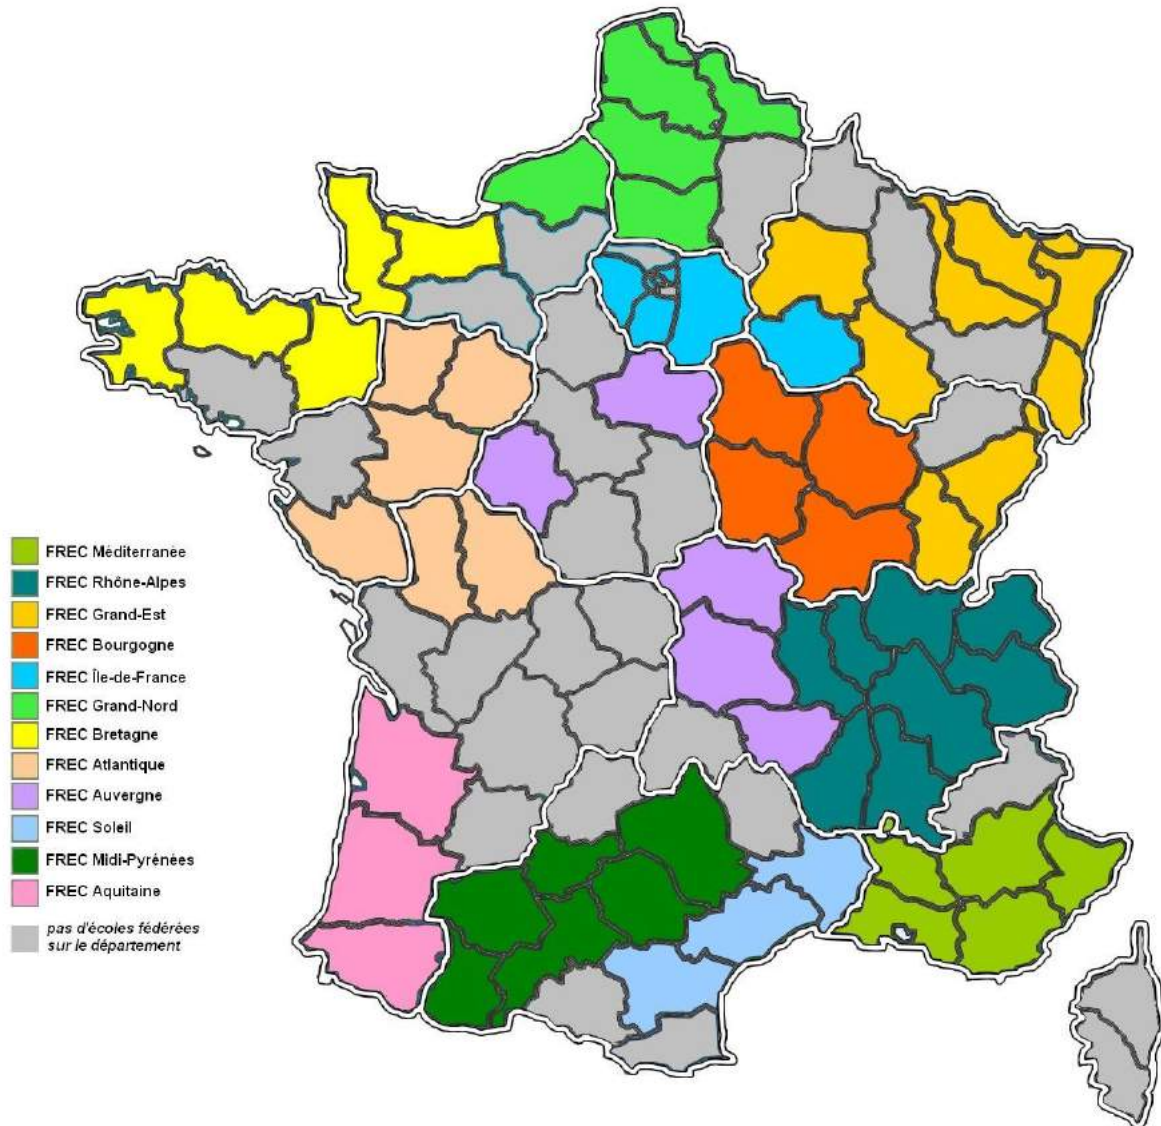 FREC Méditerranée
FREC Rhône-Alpes
FREC Grand-Est
FREC Bourgogne
FREC Île-de-France
FREC Grand-Nord
FREC Bretagne
FREC Atlantique
FREC Auvergne
FREC Soleil
FREC Midi-Pyrénées
FREC Aquitaine
pas d'écoles fédérées
sur le département